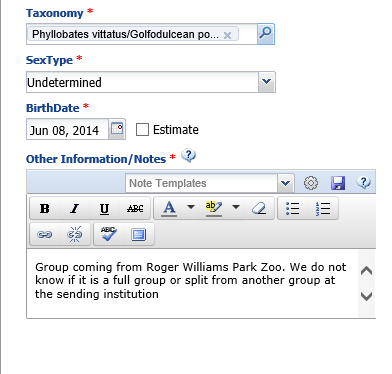 Taxonomy *
Phyllobates vittatus/Golfodulcean po...
SexType *
Undetermined
BirthDate *
Jun 08, 2014 Estimate
Other Information/Notes *
Note Templates
B I U ABC A ab
ABC
Group coming from Roger Williams Park Zoo. We do not
know if it is a full group or split from another group at
the sending institution